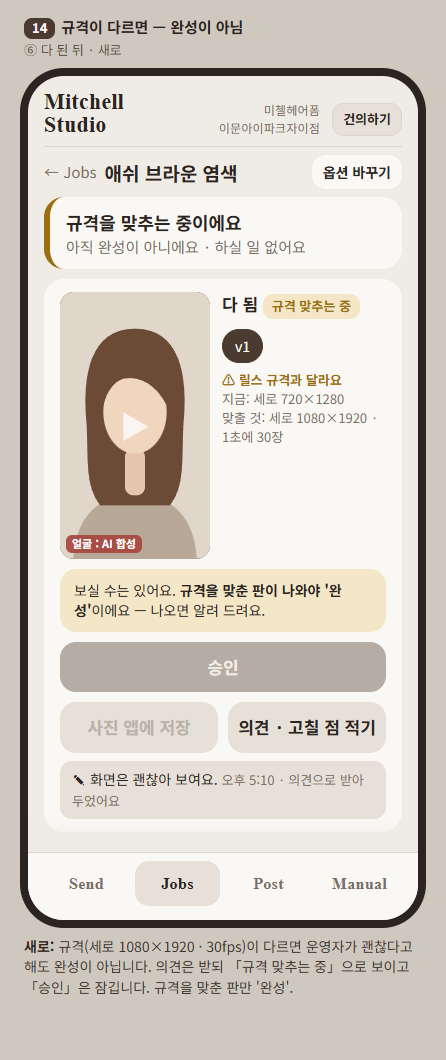 14 규격이 다르면 — 완성이 아님
⑥ 다 된 뒤 · 새로
Mitchell
Studio
미첼헤어폼
이문아이파크자이점
건의하기
← Jobs 애쉬 브라운 염색
옵션 바꾸기
규격을 맞추는 중이에요
아직 완성이 아니에요 · 하실 일 없어요
다 됨 규격 맞추는 중
v1
⚠ 릴스 규격과 달라요
지금: 세로 720×1280
맞출 것: 세로 1080×1920 ·
1초에 30장
얼굴 : AI 합성
보실 수는 있어요. 규격을 맞춘 판이 나와야 '완
성'이에요 — 나오면 알려 드려요.
승인
사진 앱에 저장
의견 · 고칠 점 적기
✎ 화면은 괜찮아 보여요. 오후 5:10 · 의견으로 받아
두었어요
Send
Jobs
Post
Manual
새로: 규격(세로 1080×1920 · 30fps)이 다르면 운영자가 괜찮다고
해도 완성이 아닙니다. 의견은 받되 「규격 맞추는 중」으로 보이고
「승인」은 잠깁니다. 규격을 맞춘 판만 '완성'.